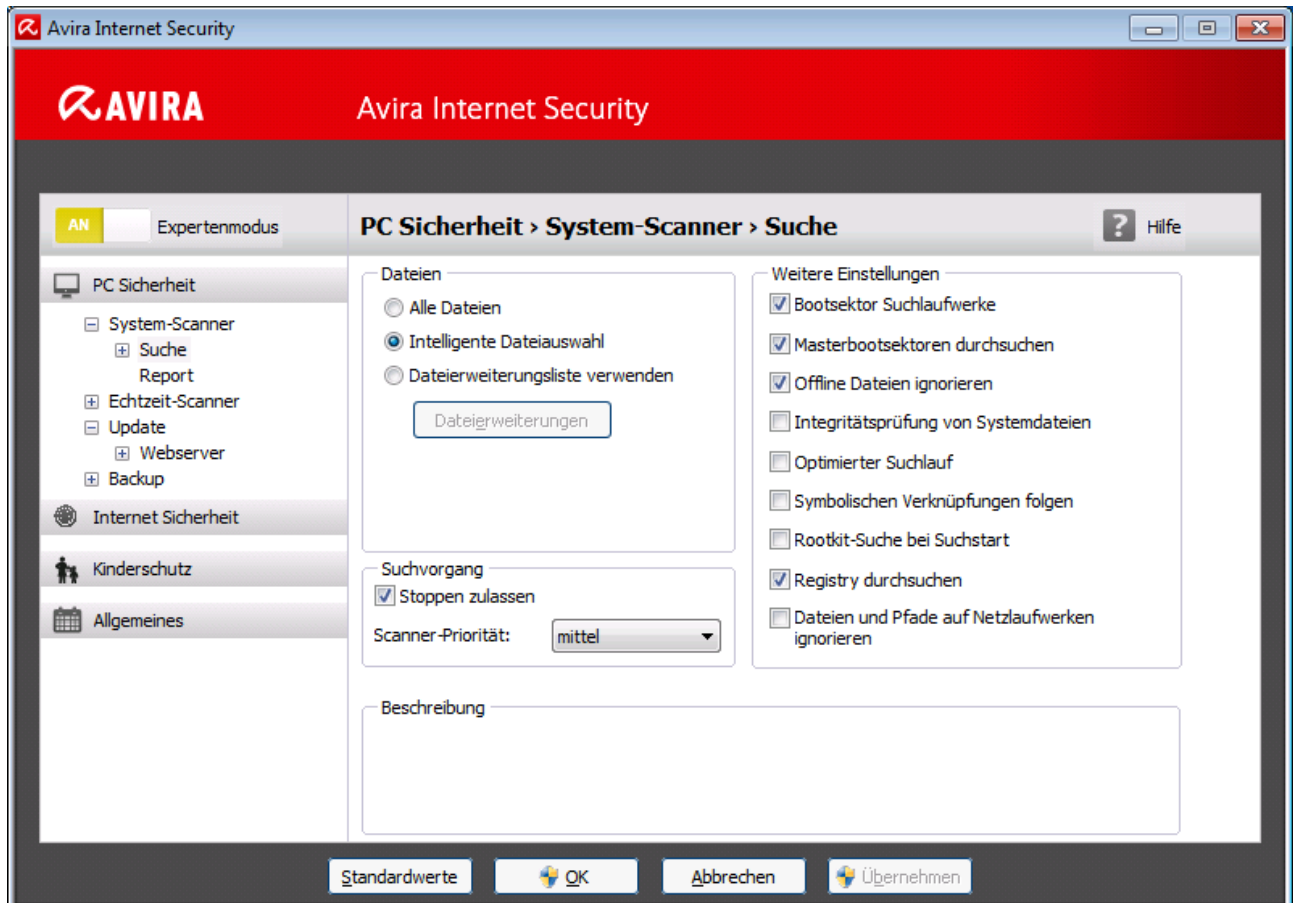 Avira Internet Security
AVIRA
Avira Internet Security
AN
Expertenmodus
PC Sicherheit › System-Scanner › Suche
? Hilfe
PC Sicherheit
System-Scanner
Suche
Report
Echtzeit-Scanner
Update
Webserver
Backup
Internet Sicherheit
Kinderschutz
Allgemeines
Dateien
Alle Dateien
Intelligente Dateiauswahl
Dateierweiterungsliste verwenden
Dateierweiterungen
Suchvorgang
Stoppen zulassen
Scanner-Priorität: mittel
Weitere Einstellungen
Bootsektor Suchlaufwerke
Masterbootsektoren durchsuchen
Offline Dateien ignorieren
Integritätsprüfung von Systemdateien
Optimierter Suchlauf
Symbolischen Verknüpfungen folgen
Rootkit-Suche bei Suchstart
Registry durchsuchen
Dateien und Pfade auf Netzlaufwerken
ignorieren
Beschreibung
Standardwerte
OK
Abbrechen
Übernehmen